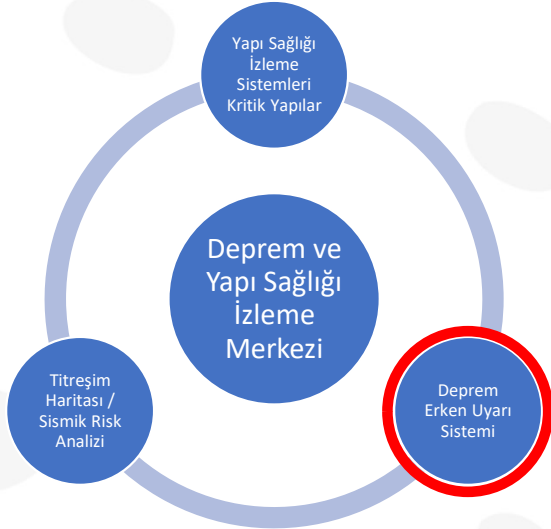 Yapı Sağlığı
İzleme
Sistemleri
Kritik Yapılar
Deprem ve
Yapı Sağlığı
İzleme
Merkezi
Titreşim
Haritası /
Sismik Risk
Analizi
Deprem
Erken Uyarı
Sistemi